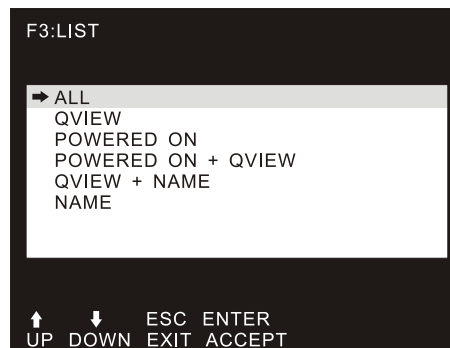 F3:LIST
➡ ALL
QVIEW
POWERED ON
POWERED ON + QVIEW
QVIEW + NAME
NAME
⬆ ⬇ ESC ENTER
UP DOWN EXIT ACCEPT